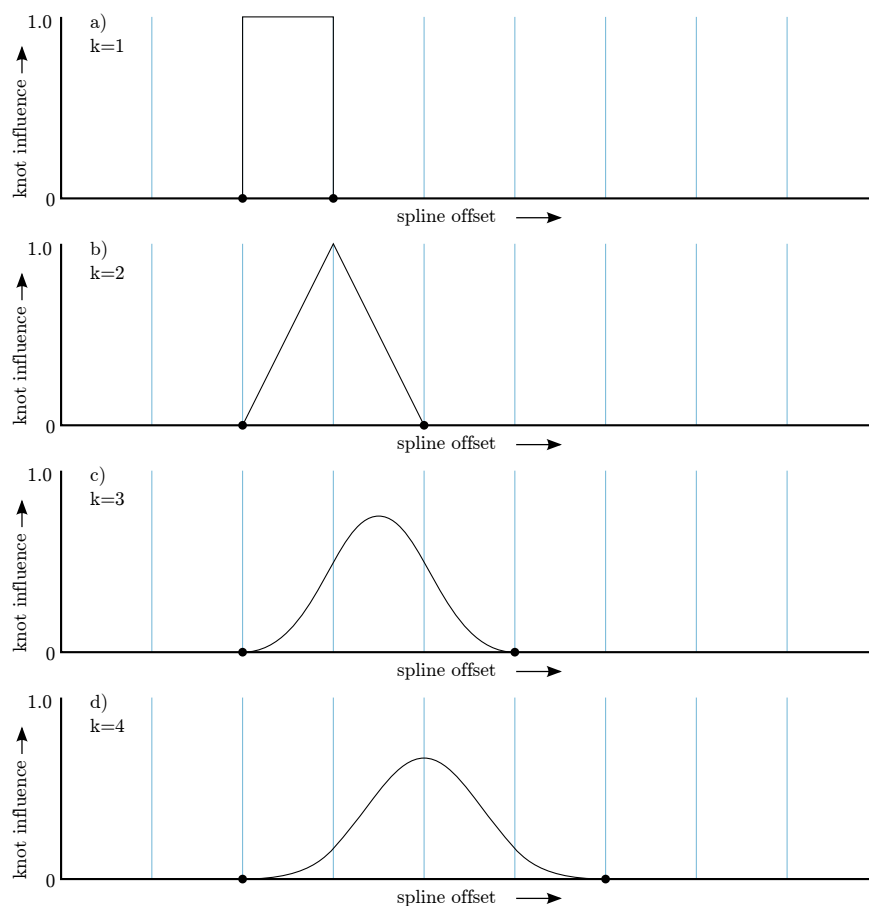 1.0
a)
k=1
knot influence
0
spline offset
1.0
b)
k=2
knot influence
0
spline offset
1.0
c)
k=3
knot influence
0
spline offset
1.0
d)
k=4
knot influence
0
spline offset